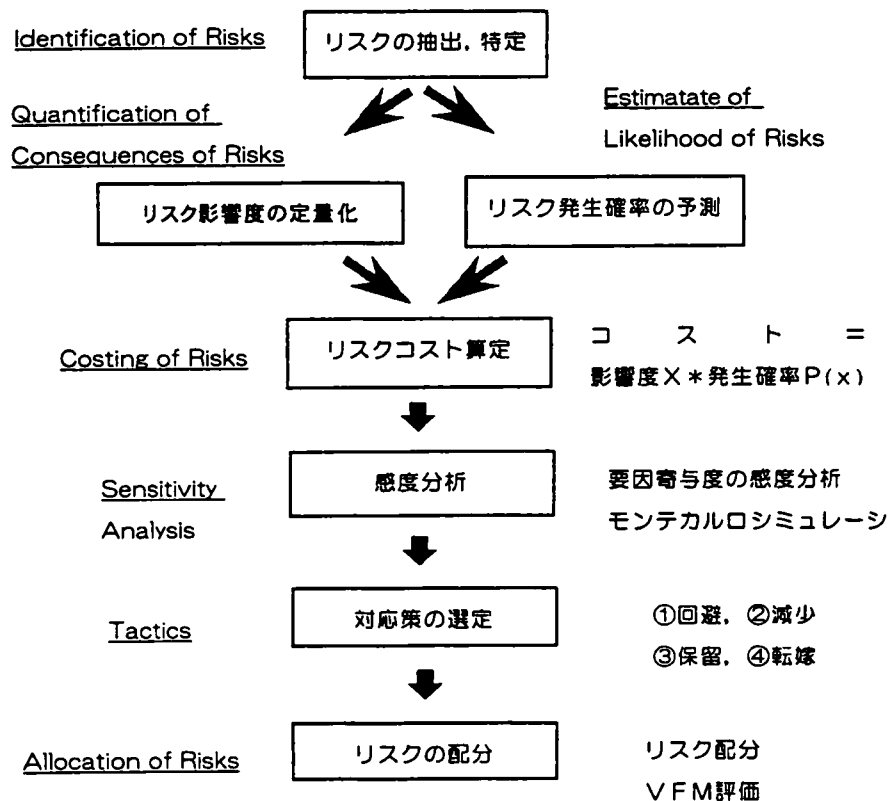 Identification of Risks
リスクの抽出，特定
Quantification of
Consequences of Risks
Estimatate of
Likelihood of Risks
リスク影響度の定量化
リスク発生確率の予測
Costing of Risks
リスクコスト算定
コスト＝
影響度X＊発生確率P(x)
Sensitivity
Analysis
感度分析
要因寄与度の感度分析
モンテカルロシミュレーシ
Tactics
対応策の選定
①回避，②減少
③保留，④転嫁
Allocation of Risks
リスクの配分
リスク配分
VFM評価